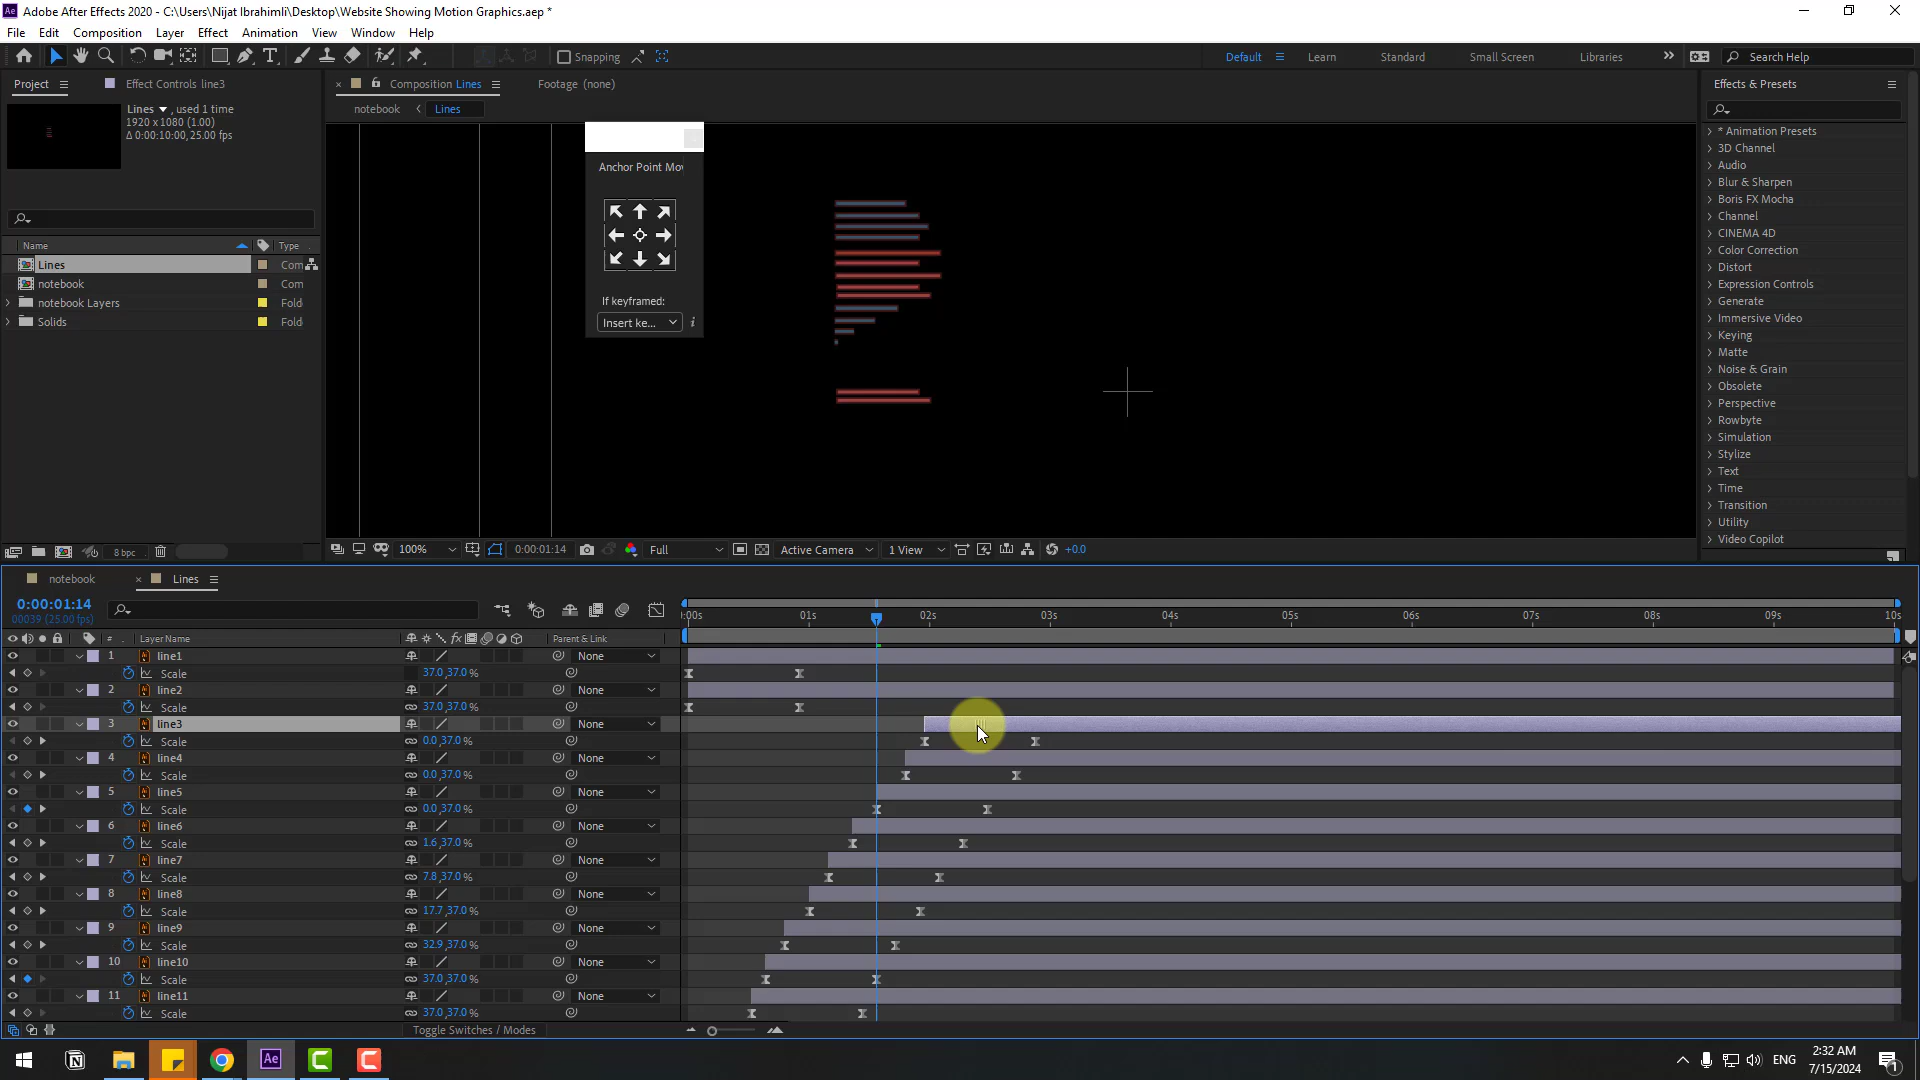 Ae Adobe After Effects 2020 - C:\Users\Nijat Ibrahimli\Desktop\Website Showing Motion Graphics.aep *
File Edit Composition Layer Effect Animation View Window Help
Snapping Default Learn Standard Small Screen Libraries Search Help
Project Effect Controls line3
Lines , used 1 time
1920 x 1080 (1.00)
Δ 0:00:10:00, 25.00 fps
Name Type
Lines Com
notebook Com
notebook Layers Fold
Solids Fold
8 bpc
Composition Lines Footage (none)
notebook Lines
Anchor Point Mov
If keyframed:
Insert ke... i
100% 0:00:01:14 Full Active Camera 1 View +0.0
Effects & Presets
* Animation Presets
3D Channel
Audio
Blur & Sharpen
Boris FX Mocha
Channel
CINEMA 4D
Color Correction
Distort
Expression Controls
Generate
Immersive Video
Keying
Matte
Noise & Grain
Obsolete
Perspective
Rowbyte
Simulation
Stylize
Text
Time
Transition
Utility
Video Copilot
notebook Lines
0:00:01:14
00039 (25.00 fps)
:00s 01s 02s 03s 04s 05s 06s 07s 08s 09s 10s
# Layer Name fx Parent & Link
1 line1 None
Scale 37.0,37.0 %
2 line2 None
Scale 37.0,37.0 %
3 line3 None
Scale 0.0,37.0 %
4 line4 None
Scale 0.0,37.0 %
5 line5 None
Scale 0.0,37.0 %
6 line6 None
Scale 1.6,37.0 %
7 line7 None
Scale 7.8,37.0 %
8 line8 None
Scale 17.7,37.0 %
9 line9 None
Scale 32.9,37.0 %
10 line10 None
Scale 37.0,37.0 %
11 line11 None
Scale 37.0,37.0 %
Toggle Switches / Modes
Ae ENG 2:32 AM
7/15/2024 1